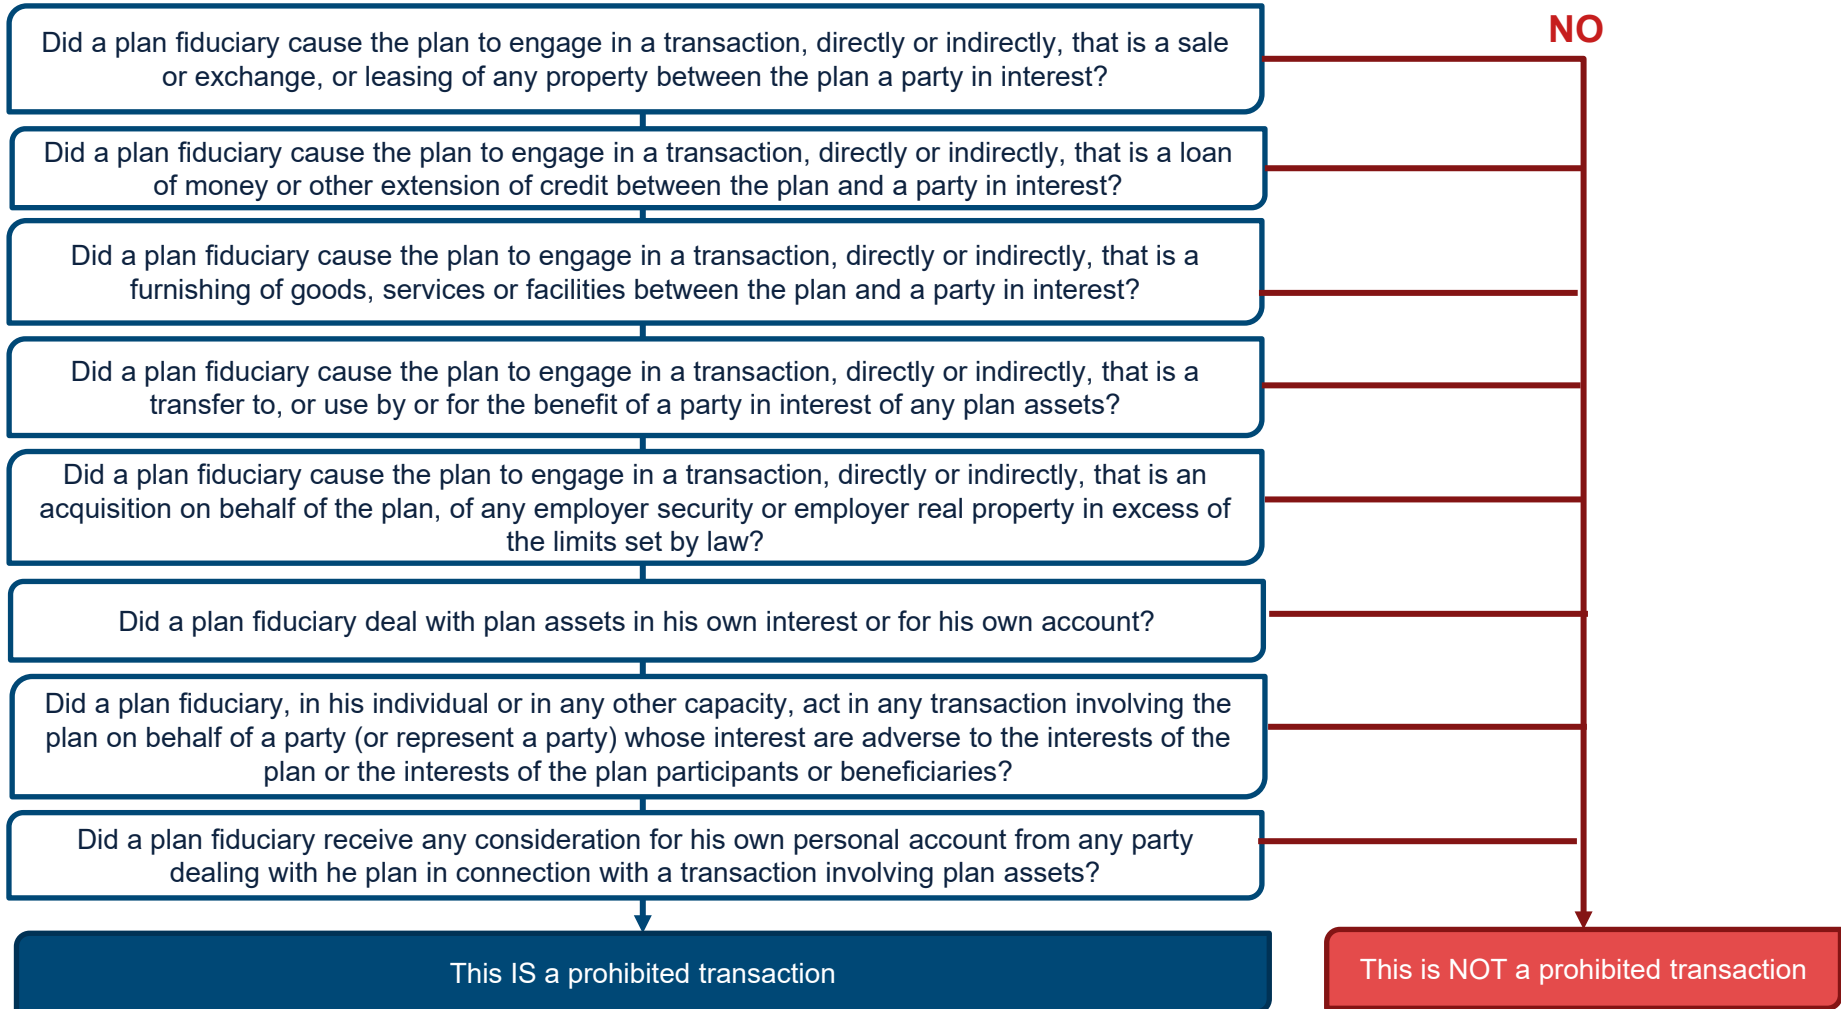 Did a plan fiduciary cause the plan to engage in a transaction, directly or indirectly, that is a sale
or exchange, or leasing of any property between the plan a party in interest?
NO
Did a plan fiduciary cause the plan to engage in a transaction, directly or indirectly, that is a loan
of money or other extension of credit between the plan and a party in interest?
Did a plan fiduciary cause the plan to engage in a transaction, directly or indirectly, that is a
furnishing of goods, services or facilities between the plan and a party in interest?
Did a plan fiduciary cause the plan to engage in a transaction, directly or indirectly, that is a
transfer to, or use by or for the benefit of a party in interest of any plan assets?
Did a plan fiduciary cause the plan to engage in a transaction, directly or indirectly, that is an
acquisition on behalf of the plan, of any employer security or employer real property in excess of
the limits set by law?
Did a plan fiduciary deal with plan assets in his own interest or for his own account?
Did a plan fiduciary, in his individual or in any other capacity, act in any transaction involving the
plan on behalf of a party (or represent a party) whose interest are adverse to the interests of the
plan or the interests of the plan participants or beneficiaries?
Did a plan fiduciary receive any consideration for his own personal account from any party
dealing with he plan in connection with a transaction involving plan assets?
This IS a prohibited transaction
This is NOT a prohibited transaction